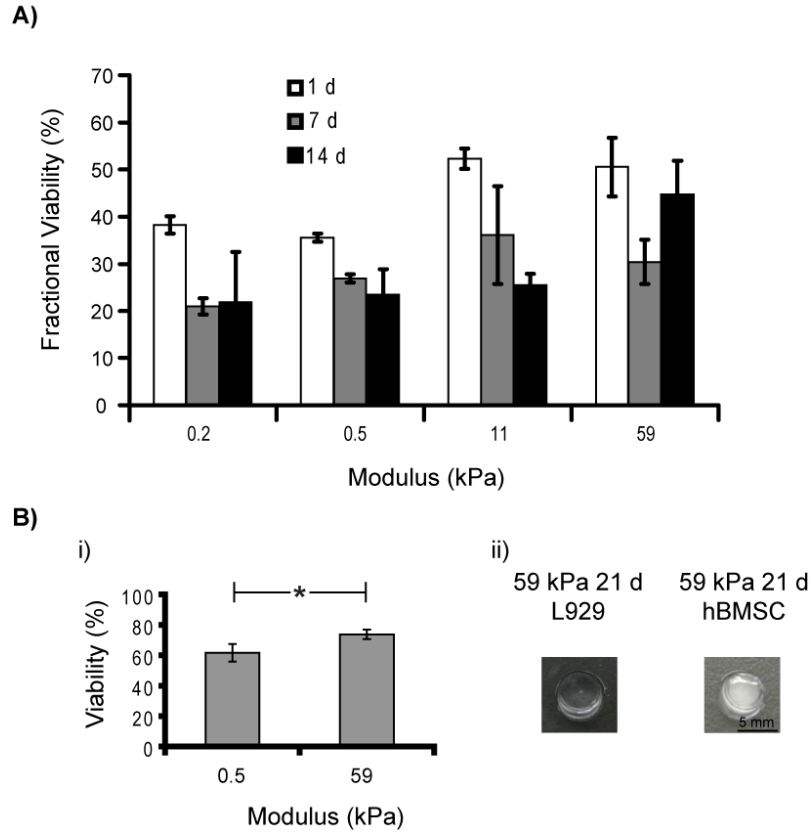 A)
70
60
50
40
30
20
10
0
Fractional Viability (%)
1 d
7 d
14 d
0.2 0.5 11 59
Modulus (kPa)
B)
i)
100
80
60
40
20
0
Viability (%)
*
0.5 59
Modulus (kPa)
ii)
59 kPa 21 d
L929
59 kPa 21 d
hBMSC
5 mm